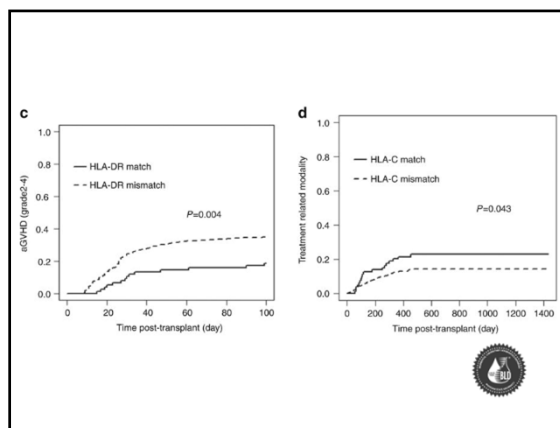 c
1.0
0.8
0.6
0.4
0.2
0.0
aGVHD (grade2-4)
HLA-DR match
HLA-DR mismatch
P=0.004
0 20 40 60 80 100
Time post-transplant (day)
d
1.0
0.8
0.6
0.4
0.2
0.0
Treatment related modality
HLA-C match
HLA-C mismatch
P=0.043
0 200 400 600 800 1000 1200 1400
Time post-transplant (day)